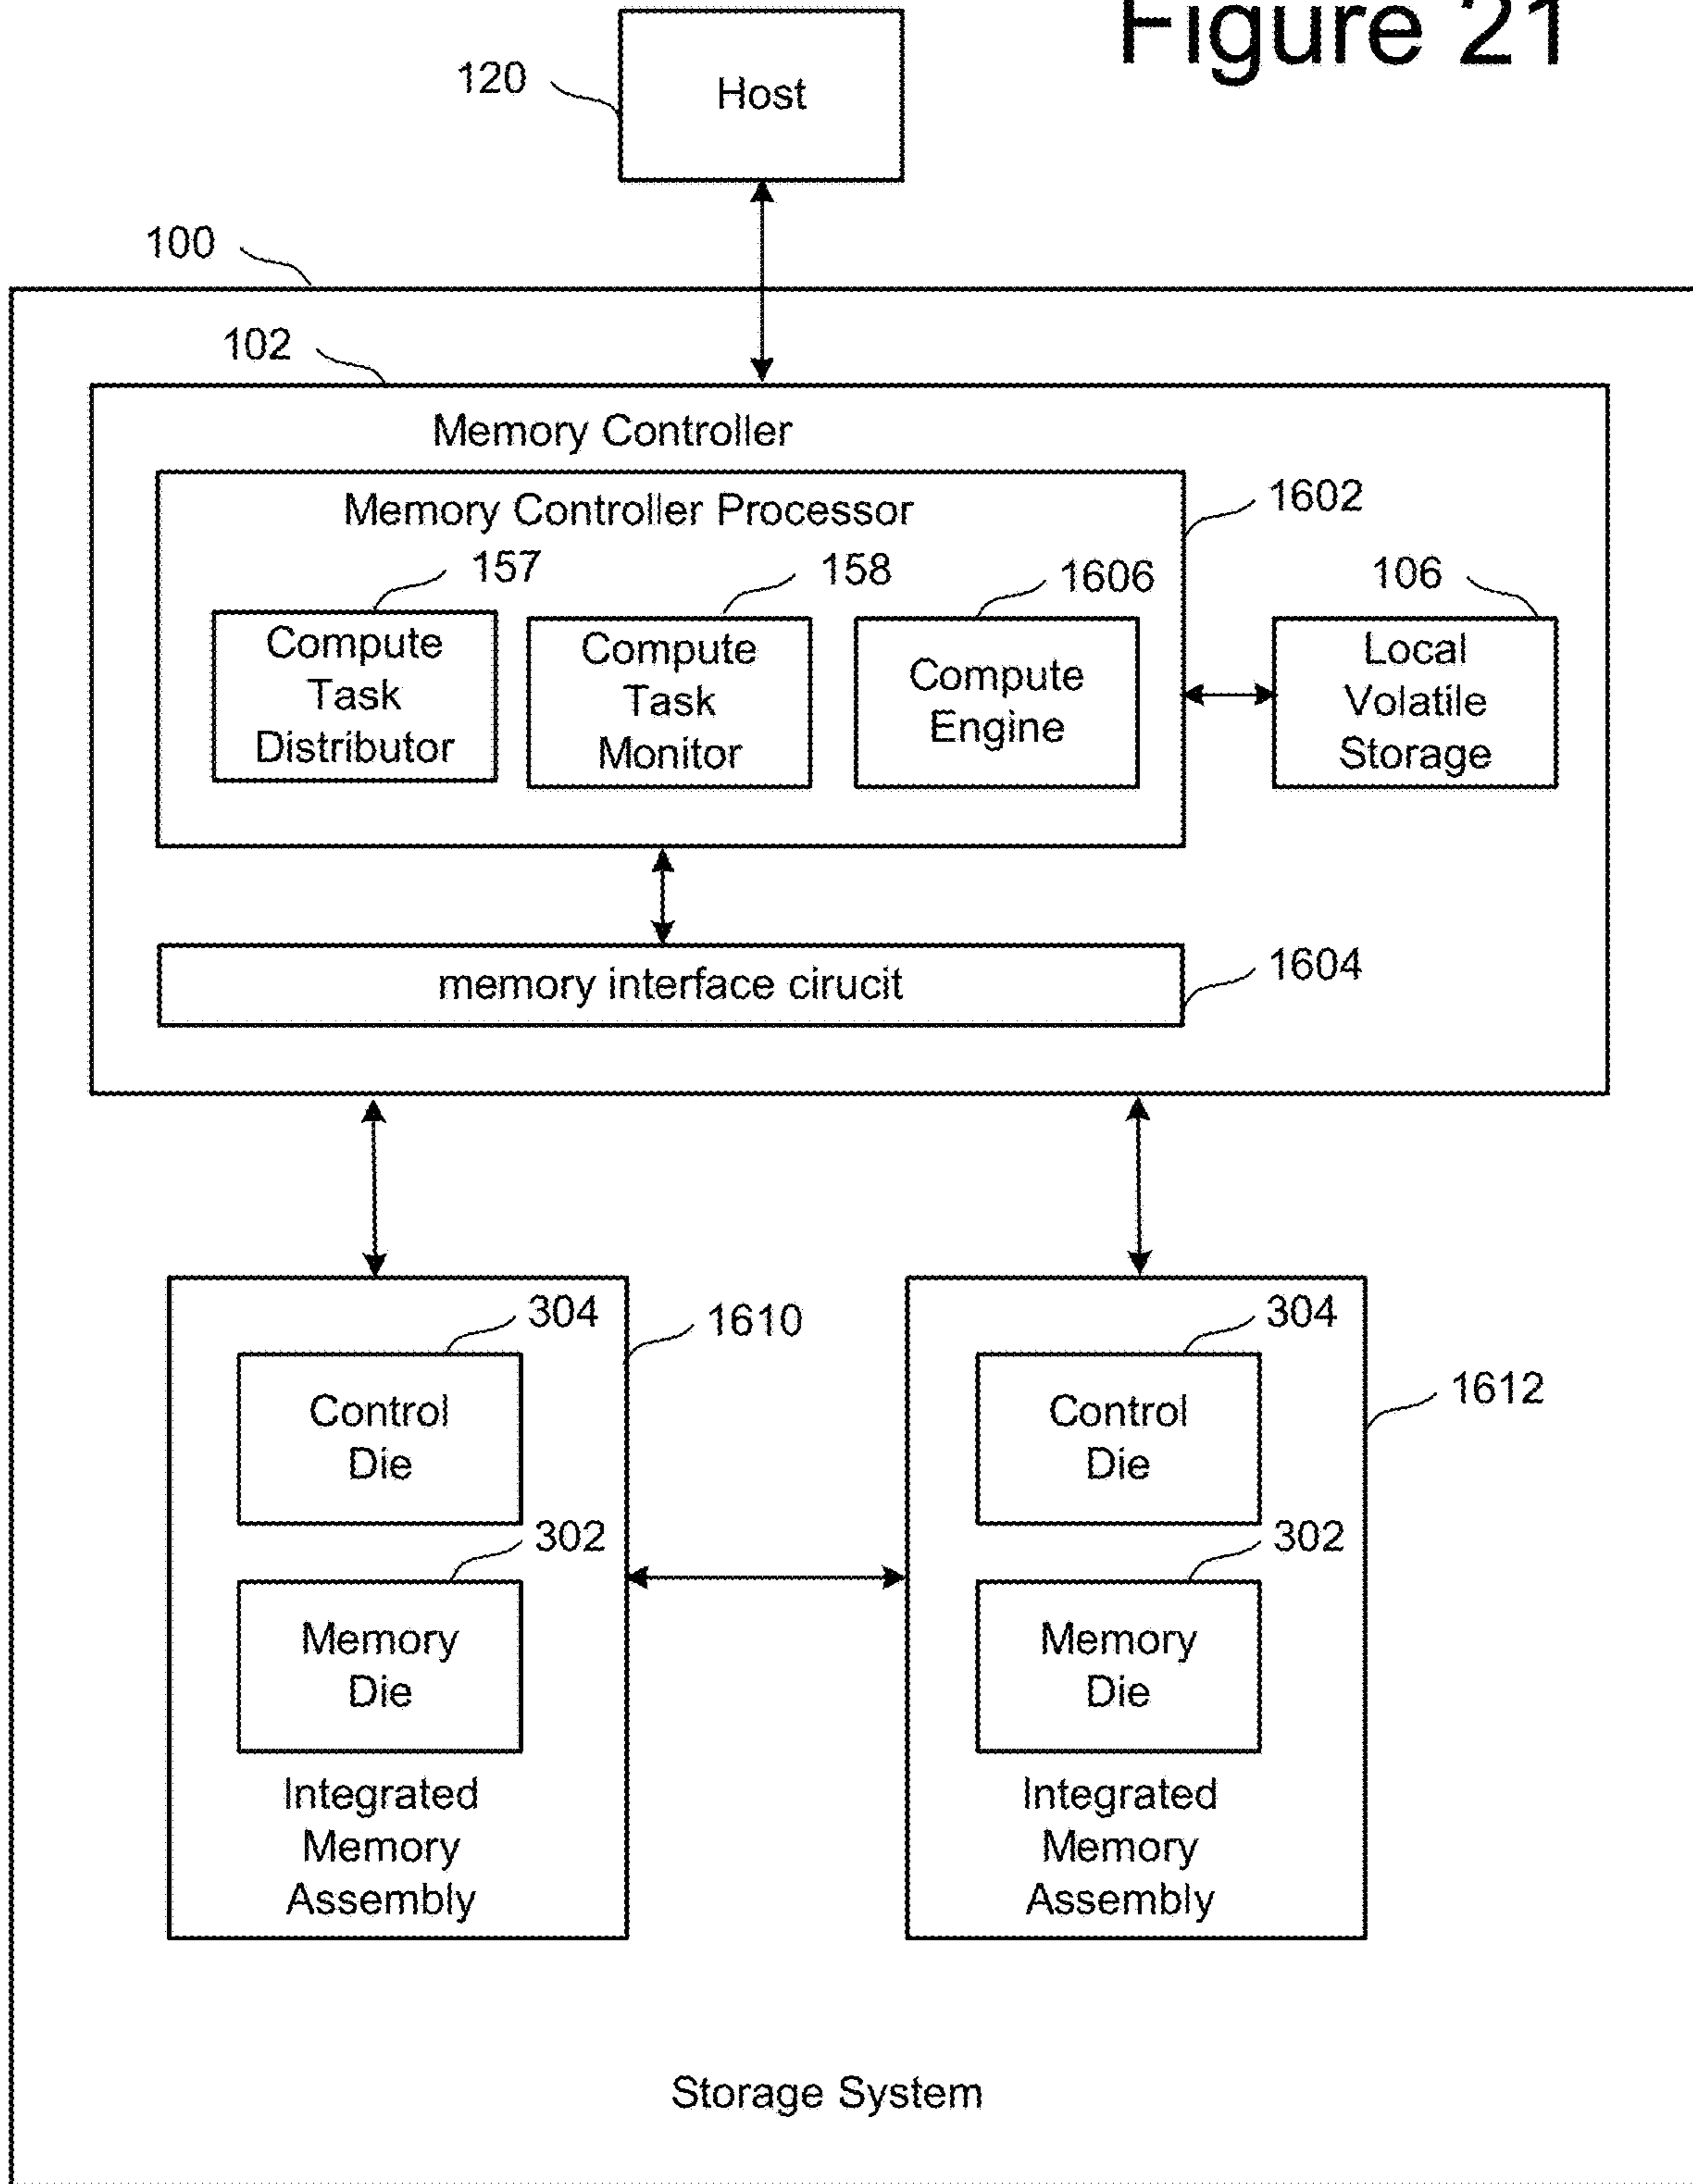 Figure 21
120
Host
100
102
Memory Controller
Memory Controller Processor
1602
157
158
1606
106
Compute
Task
Distributor
Compute
Task
Monitor
Compute
Engine
Local
Volatile
Storage
memory interface cirucit
1604
304
1610
Control
Die
302
Memory
Die
Integrated
Memory
Assembly
304
1612
Control
Die
302
Memory
Die
Integrated
Memory
Assembly
Storage System